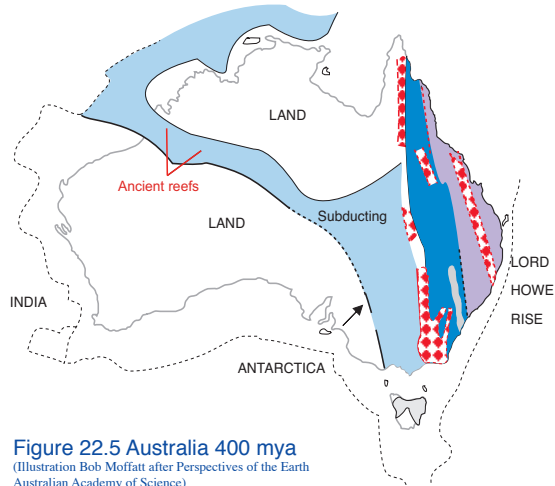 LAND
Ancient reefs
LAND
Subducting
LORD
HOWE
RISE
INDIA
ANTARCTICA
Figure 22.5 Australia 400 mya
(Illustration Bob Moffatt after Perspectives of the Earth
Australian Academy of Science)